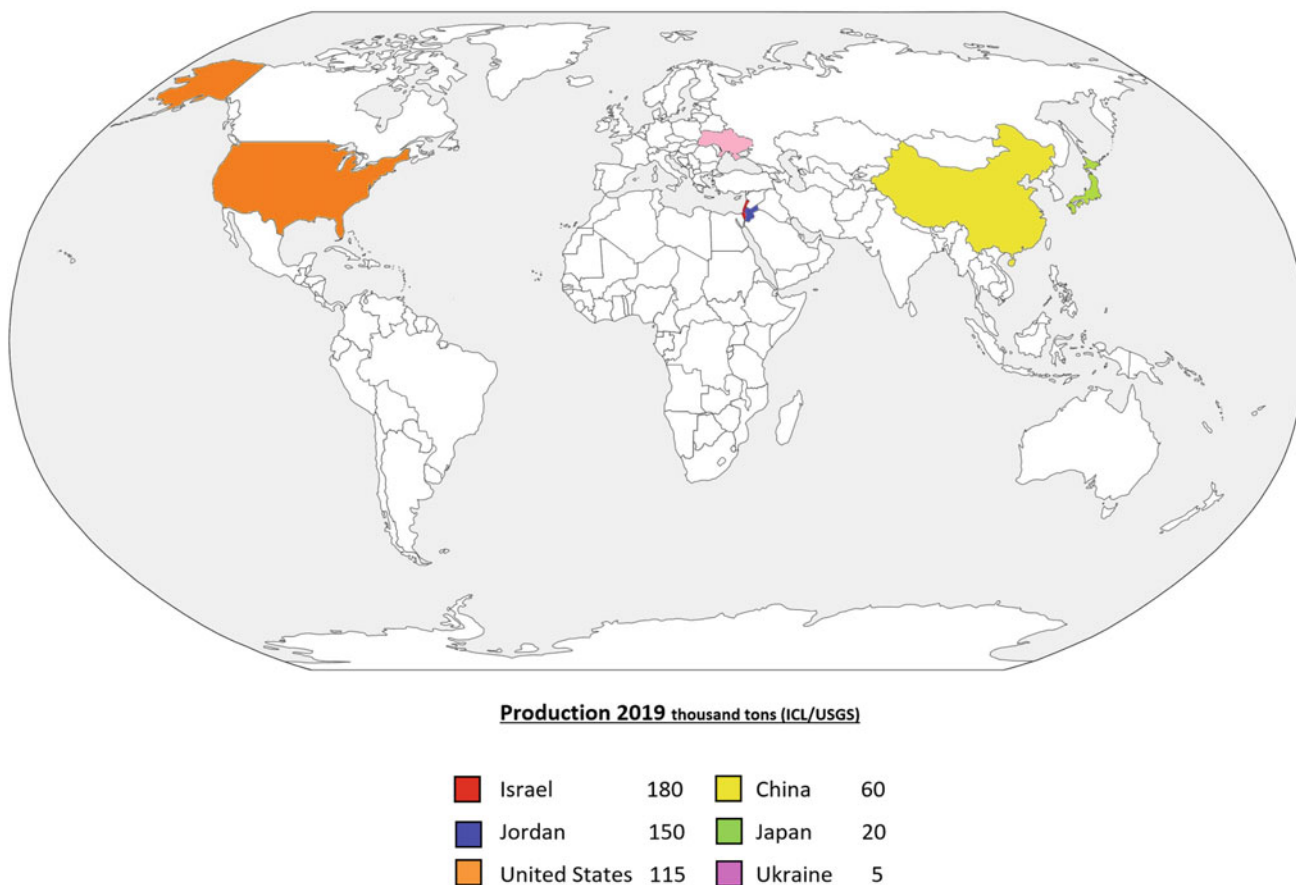 Production 2019 thousand tons (ICL/USGS)
Israel 180 China 60
Jordan 150 Japan 20
United States 115 Ukraine 5